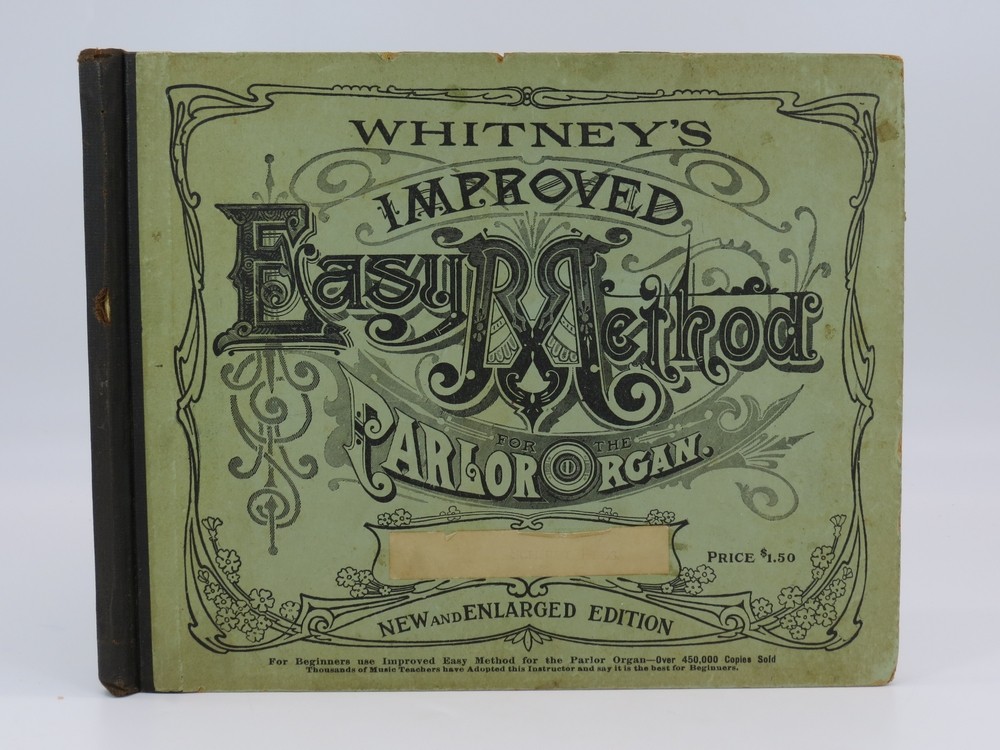 WHITNEY'S
IMPROVED
Easy Method
FOR THE
PARLOR ORGAN.
PRICE $1.50
NEW AND ENLARGED EDITION
For Beginners use Improved Easy Method for the Parlor Organ—Over 450,000 Copies Sold
Thousands of Music Teachers have Adopted this Instructor and say it is the best for Beginners.